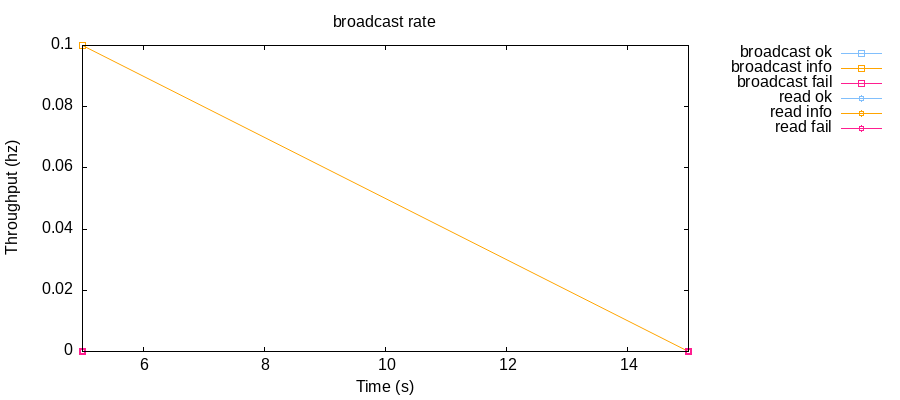 broadcast rate
0.1
0.08
0.06
0.04
0.02
0
Throughput (hz)
6 8 10 12 14
Time (s)
broadcast ok
broadcast info
broadcast fail
read ok
read info
read fail